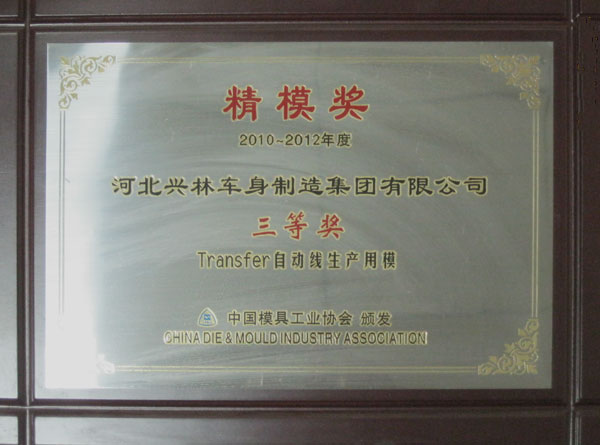 精模奖
2010~2012年度
河北兴林车身制造集团有限公司
三等奖
Transfer自动线生产用模
中国模具工业协会 颁发
CHINA DIE & MOULD INDUSTRY ASSOCIATION